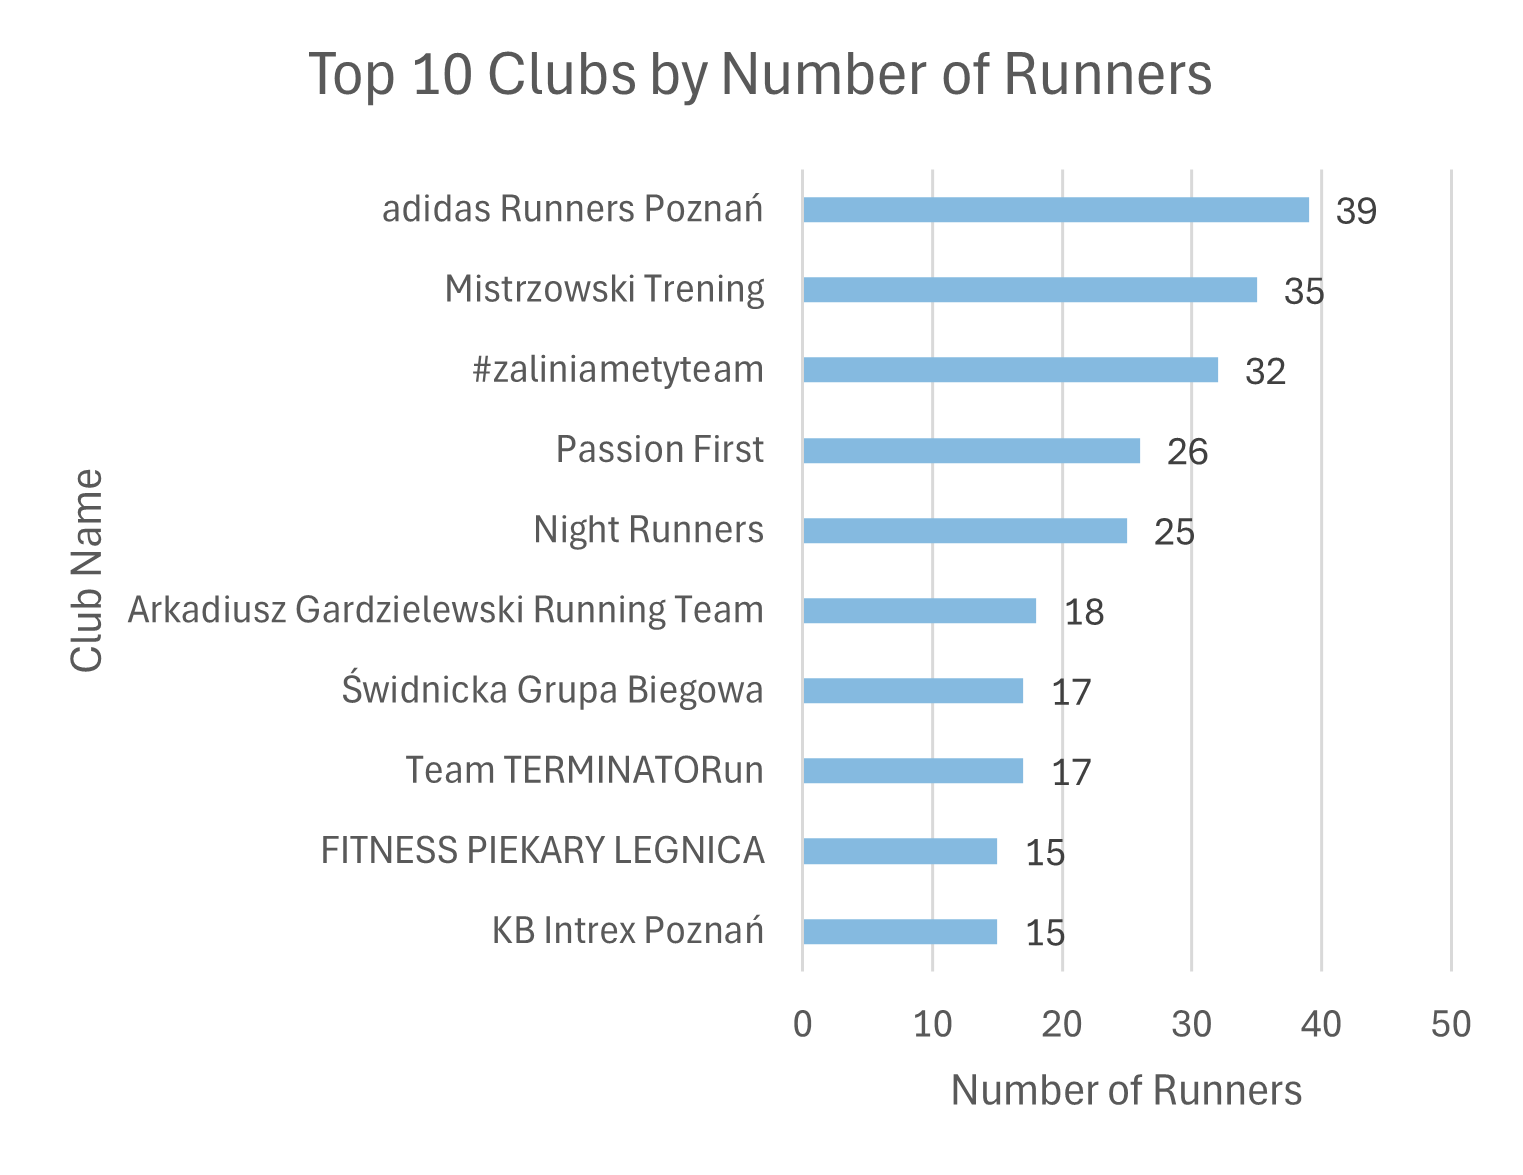 Top 10 Clubs by Number of Runners
Club Name
adidas Runners Poznań 39
Mistrzowski Trening 35
#zaliniametyteam 32
Passion First 26
Night Runners 25
Arkadiusz Gardzielewski Running Team 18
Świdnicka Grupa Biegowa 17
Team TERMINATORun 17
FITNESS PIEKARY LEGNICA 15
KB Intrex Poznań 15
0 10 20 30 40 50
Number of Runners